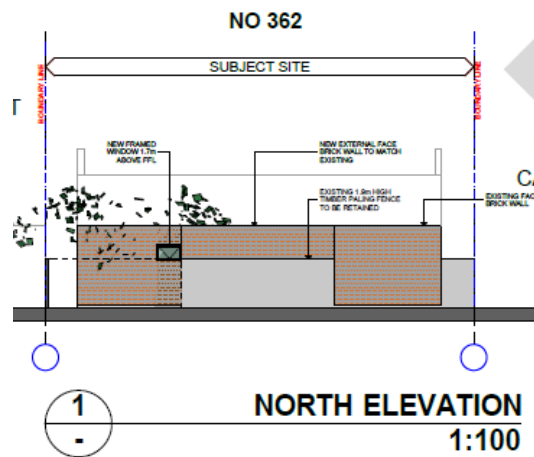 NO 362
SUBJECT SITE
BOUNDARY LINE
BOUNDARY LINE
T
NEW FRAMED
WINDOW 1.7m
ABOVE FFL
NEW EXTERNAL FACE
BRICK WALL TO MATCH
EXISTING
EXISTING 1.9m HIGH
TIMBER PALING FENCE
TO BE RETAINED
CA
EXISTING FAC
BRICK WALL
1
-
NORTH ELEVATION
1:100